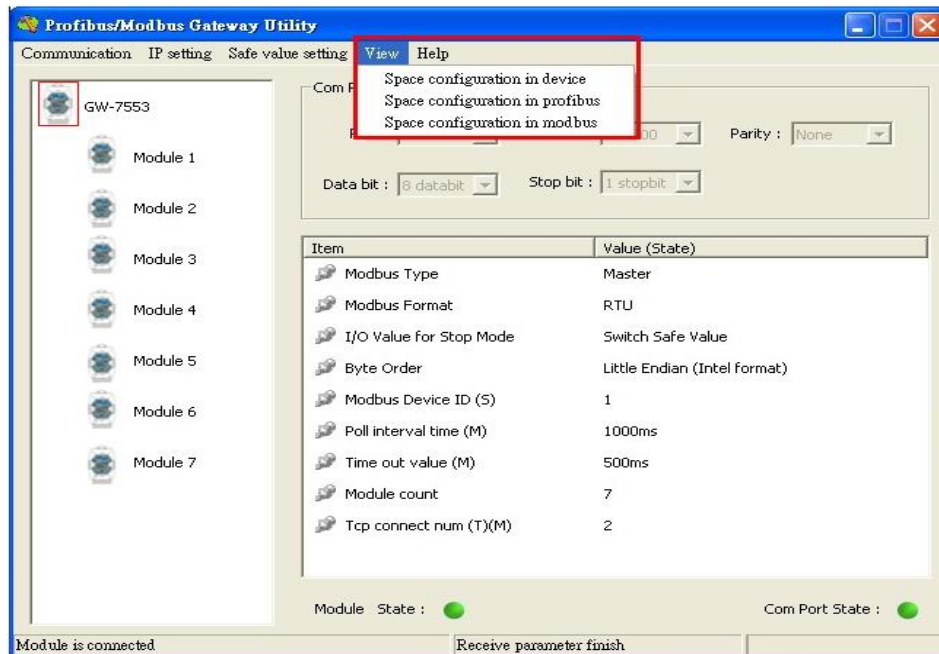 Profibus/Modbus Gateway Utility
Communication IP setting Safe value setting View Help
Space configuration in device
Space configuration in profibus
Space configuration in modbus
GW-7553
Module 1
Module 2
Module 3
Module 4
Module 5
Module 6
Module 7
Com
Parity : None
Data bit : 8 databit Stop bit : 1 stopbit
Item Value (State)
Modbus Type Master
Modbus Format RTU
I/O Value for Stop Mode Switch Safe Value
Byte Order Little Endian (Intel format)
Modbus Device ID (S) 1
Poll interval time (M) 1000ms
Time out value (M) 500ms
Module count 7
Tcp connect num (T)(M) 2
Module State : Com Port State :
Module is connected Receive parameter finish